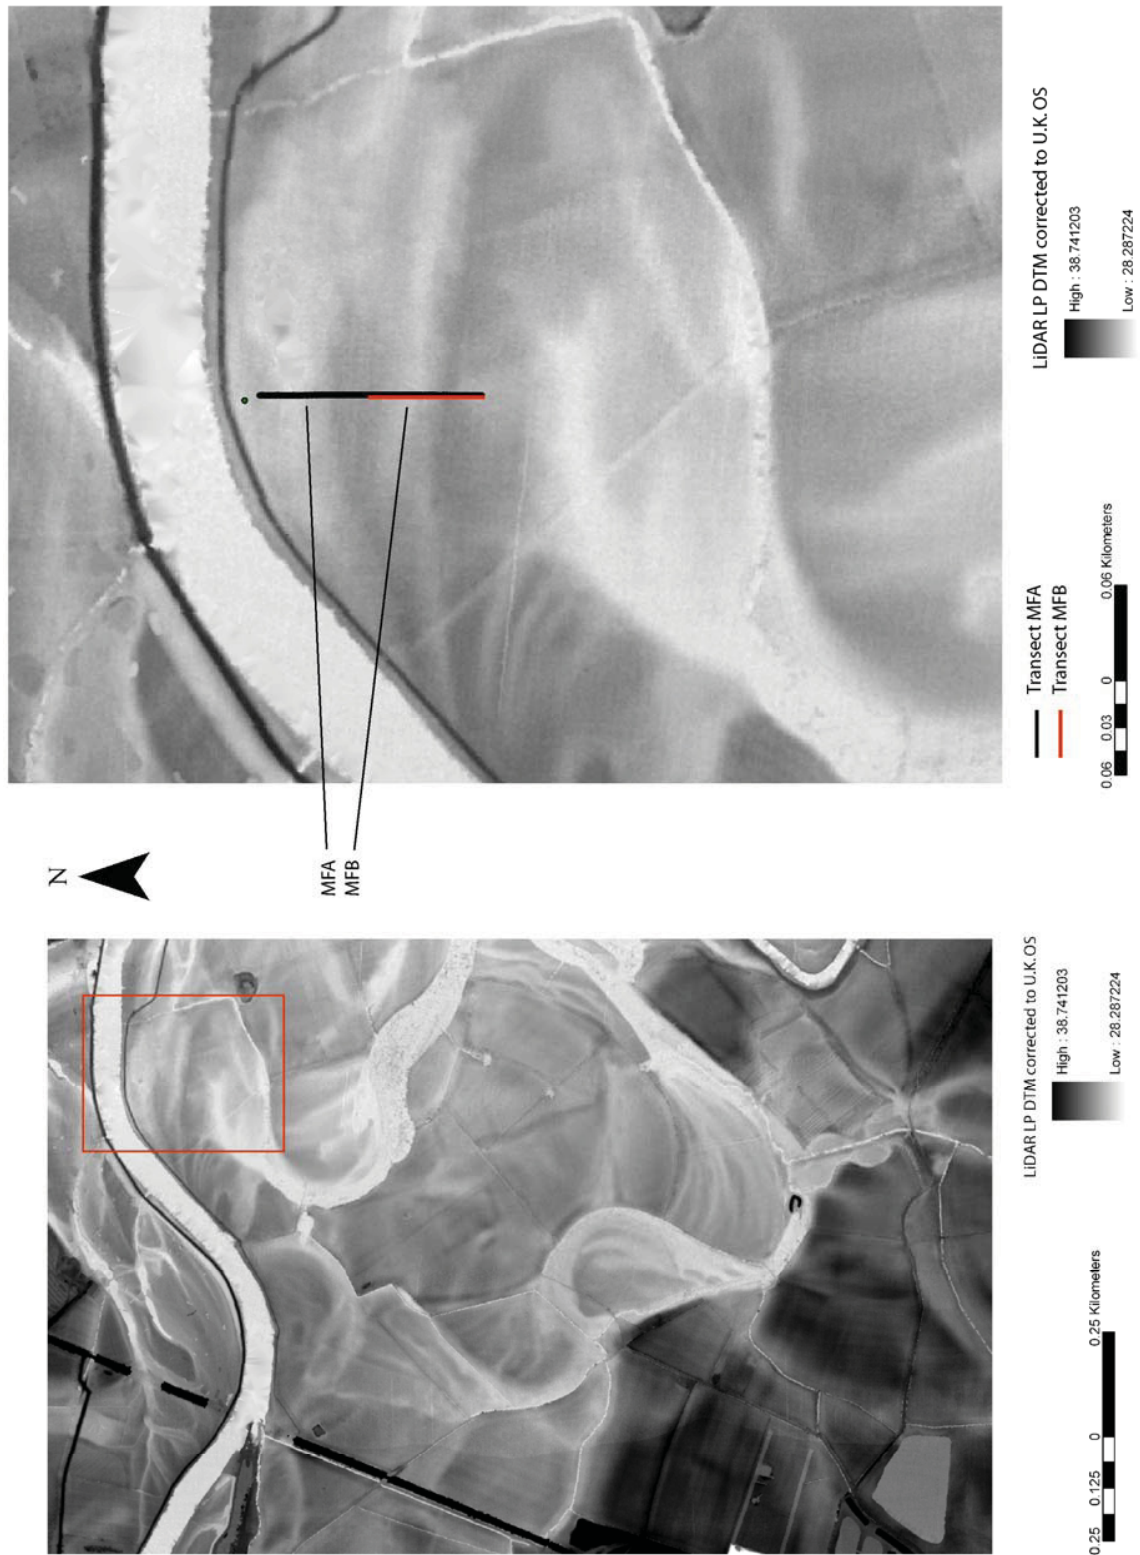 N
MFA
MFB
LiDAR LP DTM corrected to U.K.OS
High : 38.741203
Low : 28.287224
0.25 0.125 0 0.25 Kilometers
Transect MFA
Transect MFB
0.06 0.03 0 0.06 Kilometers
LiDAR LP DTM corrected to U.K.OS
High : 38.741203
Low : 28.287224